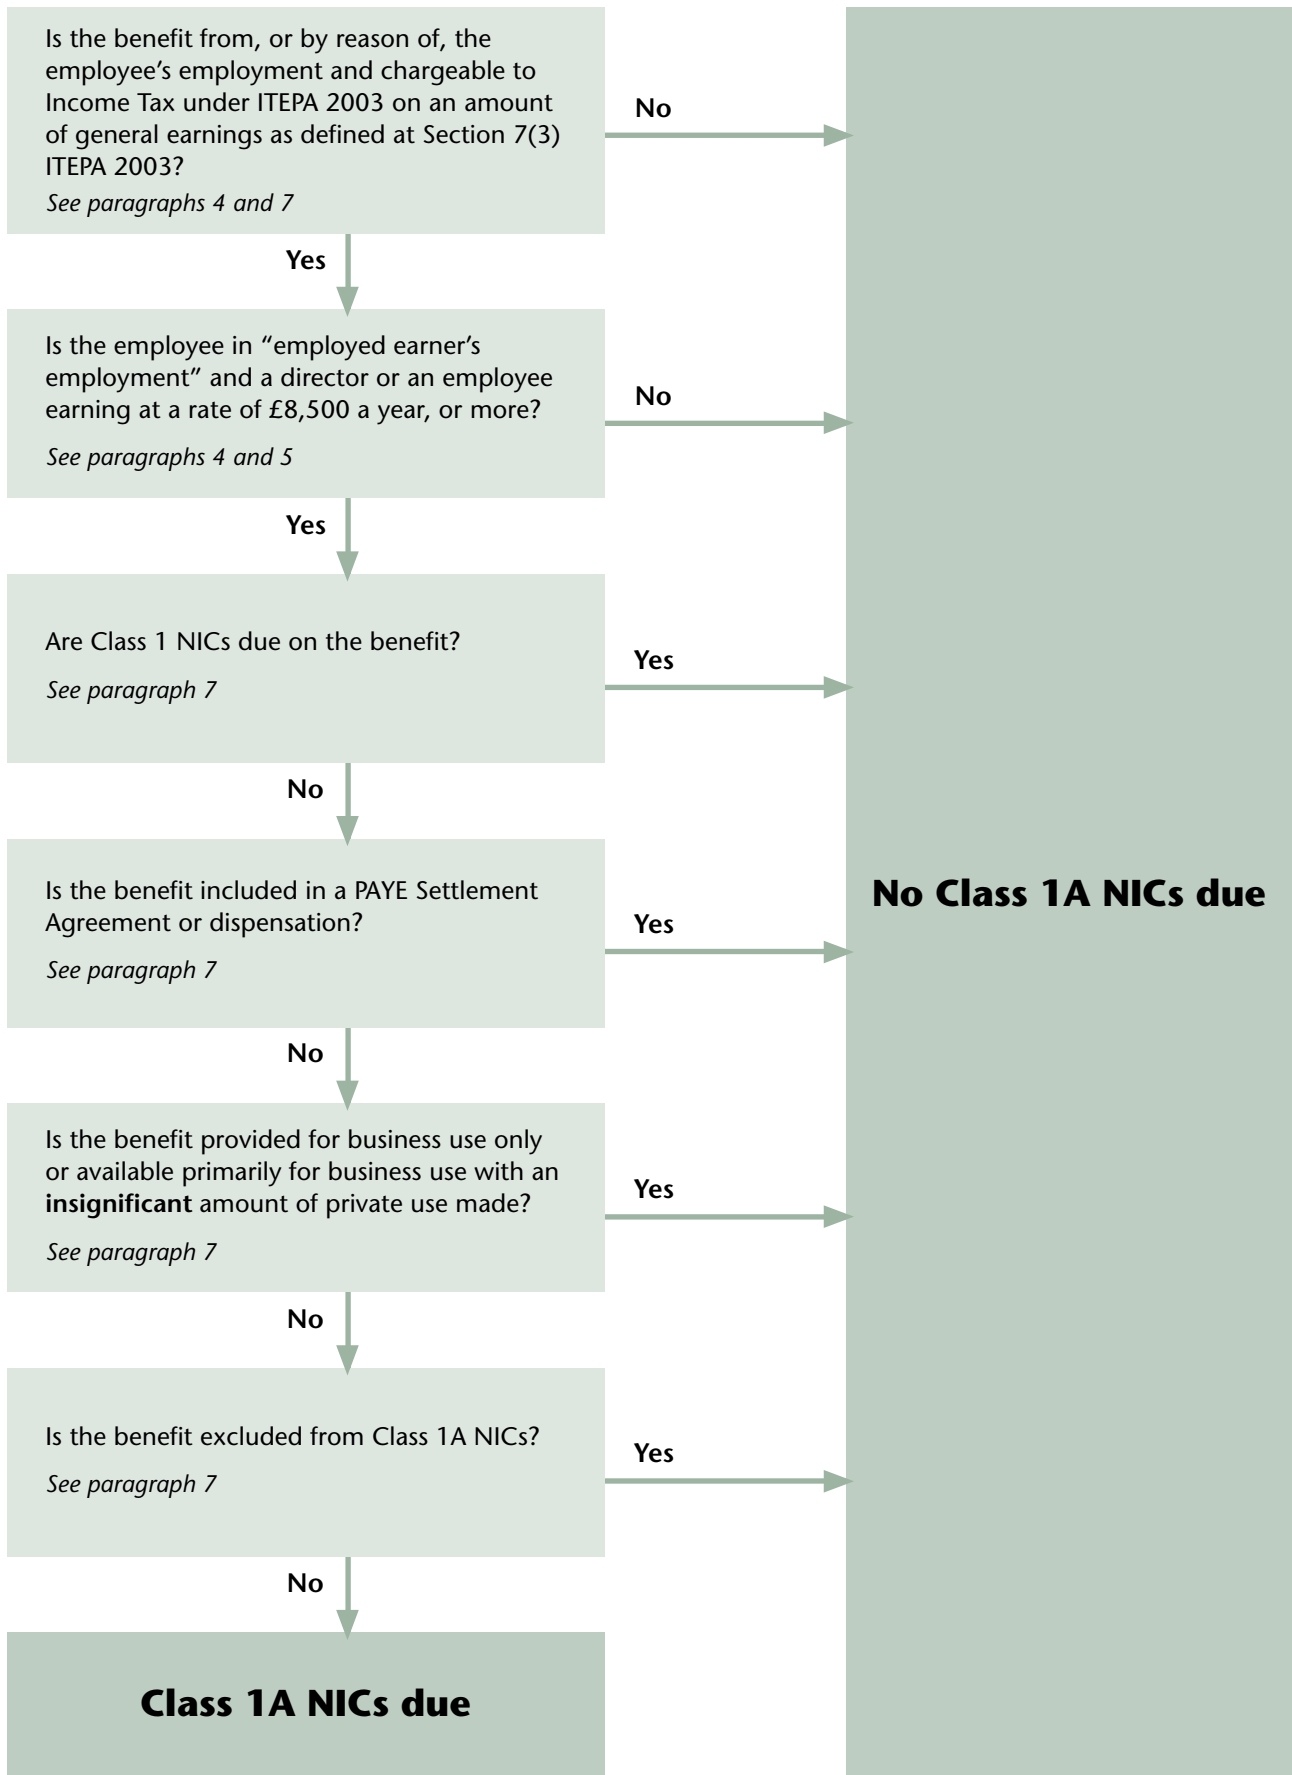 Is the benefit from, or by reason of, the
employee’s employment and chargeable to
Income Tax under ITEPA 2003 on an amount
of general earnings as defined at Section 7(3)
ITEPA 2003?
See paragraphs 4 and 7
No
Yes
Is the employee in “employed earner’s
employment” and a director or an employee
earning at a rate of £8,500 a year, or more?
See paragraphs 4 and 5
No
Yes
Are Class 1 NICs due on the benefit?
See paragraph 7
Yes
No
Is the benefit included in a PAYE Settlement
Agreement or dispensation?
See paragraph 7
Yes
No Class 1A NICs due
No
Is the benefit provided for business use only
or available primarily for business use with an
insignificant amount of private use made?
See paragraph 7
Yes
No
Is the benefit excluded from Class 1A NICs?
See paragraph 7
Yes
No
Class 1A NICs due